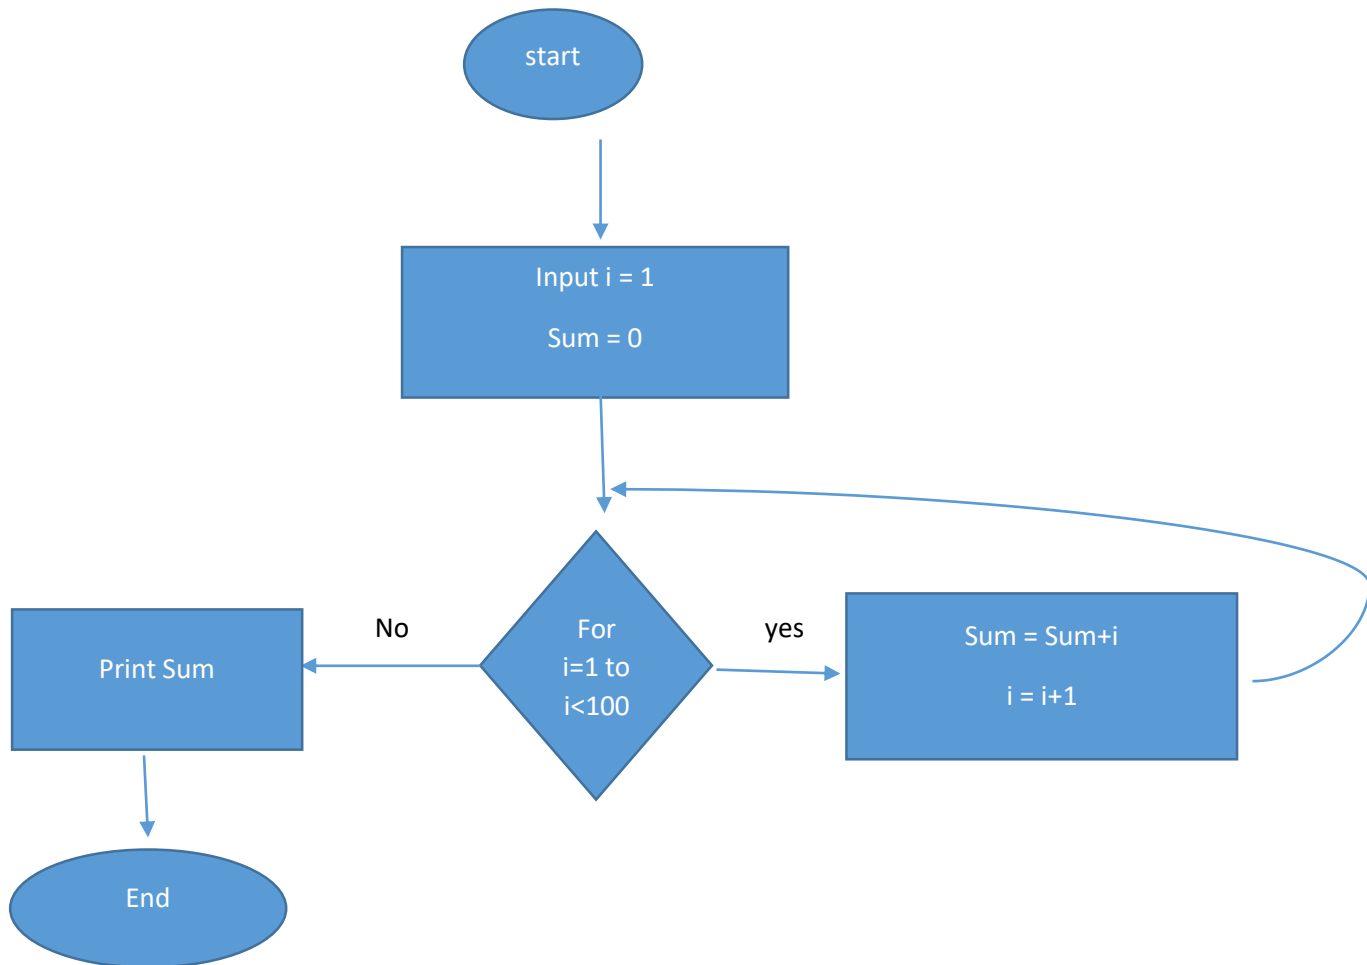 start
Input i = 1
Sum = 0
No
For
i=1 to
i<100
yes
Sum = Sum+i
i = i+1
Print Sum
End